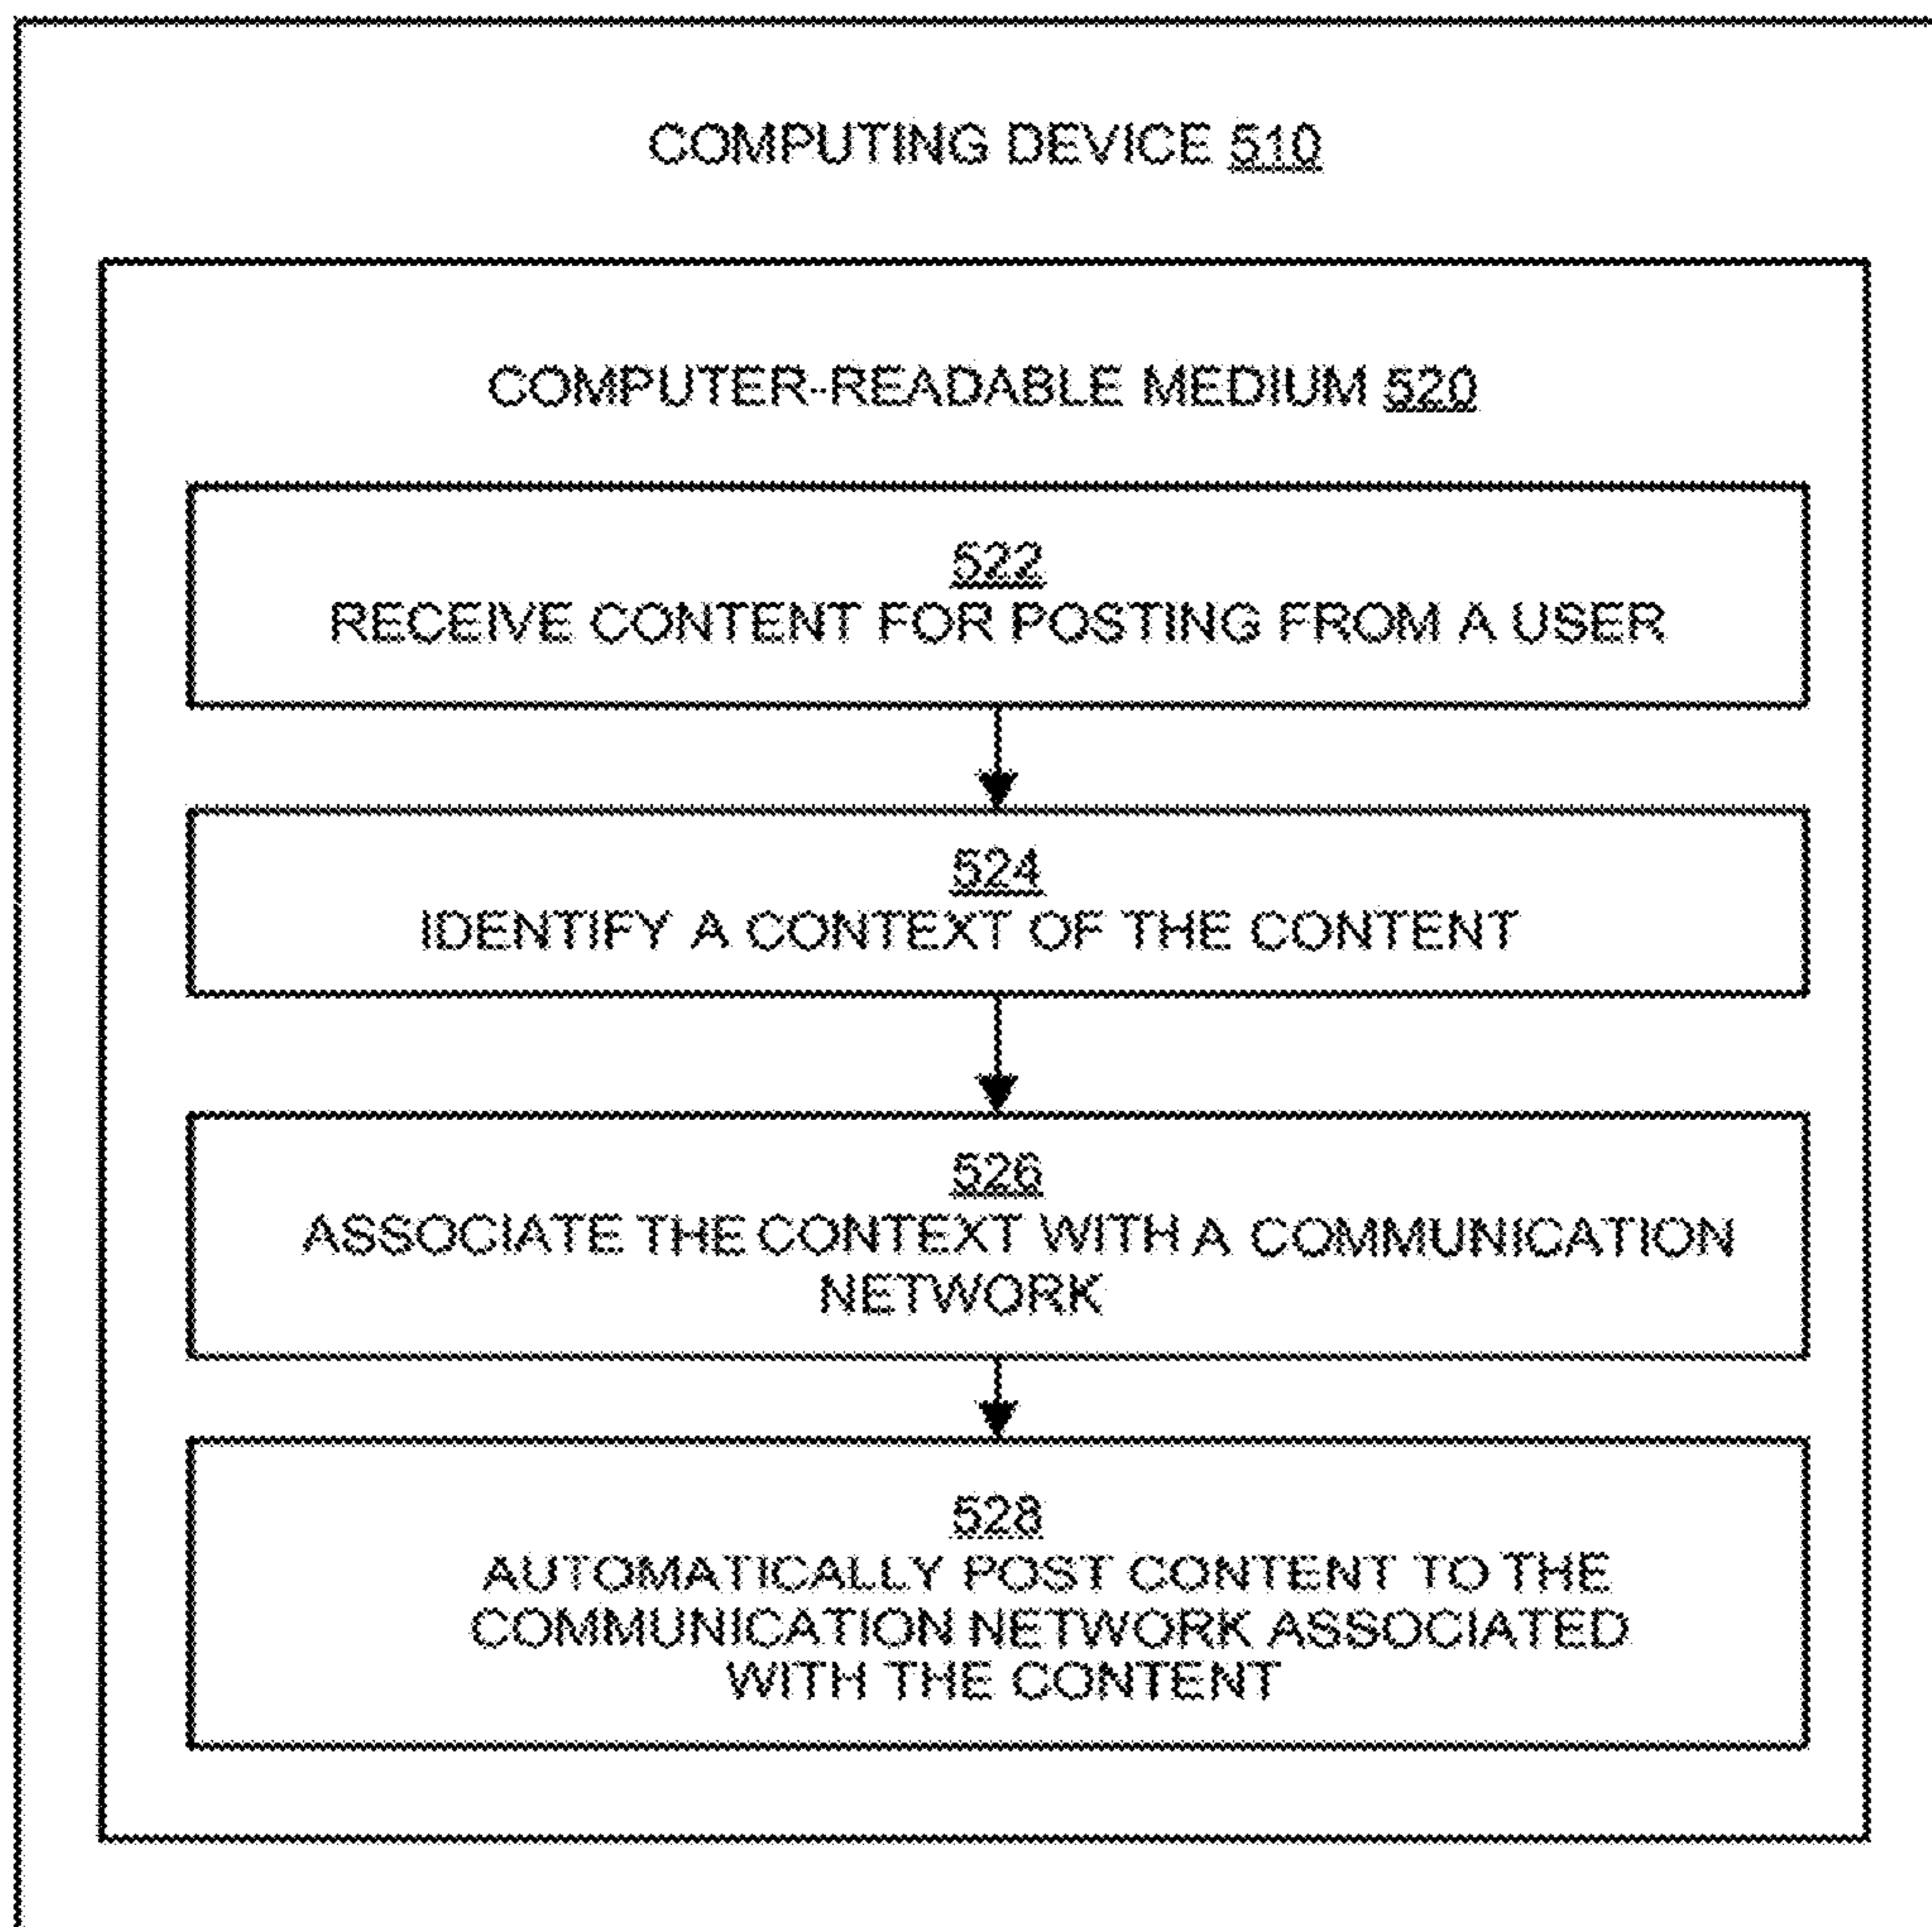 COMPUTING DEVICE 510
COMPUTER-READABLE MEDIUM 520
522
RECEIVE CONTENT FOR POSTING FROM A USER
524
IDENTIFY A CONTEXT OF THE CONTENT
526
ASSOCIATE THE CONTEXT WITH A COMMUNICATION
NETWORK
528
AUTOMATICALLY POST CONTENT TO THE
COMMUNICATION NETWORK ASSOCIATED
WITH THE CONTENT